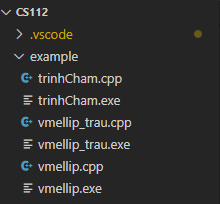 CS112
.vscode
example
trinhCham.cpp
trinhCham.exe
vmellip_trau.cpp
vmellip_trau.exe
vmellip.cpp
vmellip.exe